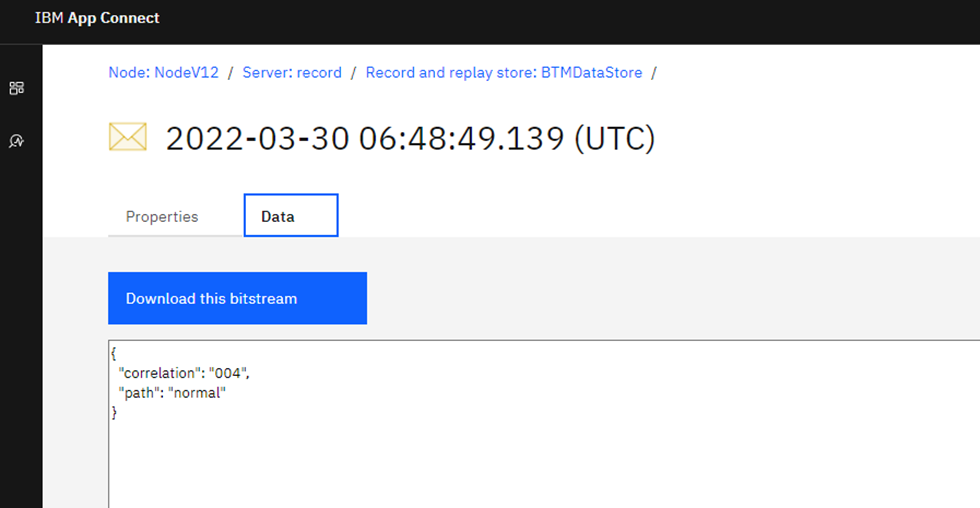 IBM App Connect
Node: NodeV12 / Server: record / Record and replay store: BTMDataStore /
2022-03-30 06:48:49.139 (UTC)
Properties Data
Download this bitstream
{
"correlation": "004",
"path": "normal"
}